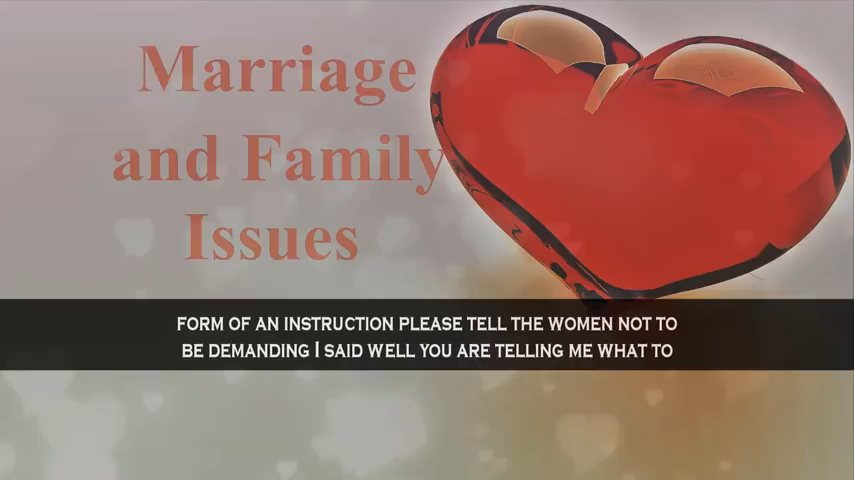 Marriage
and Family
Issues
FORM OF AN INSTRUCTION PLEASE TELL THE WOMEN NOT TO
BE DEMANDING I SAID WELL YOU ARE TELLING ME WHAT TO